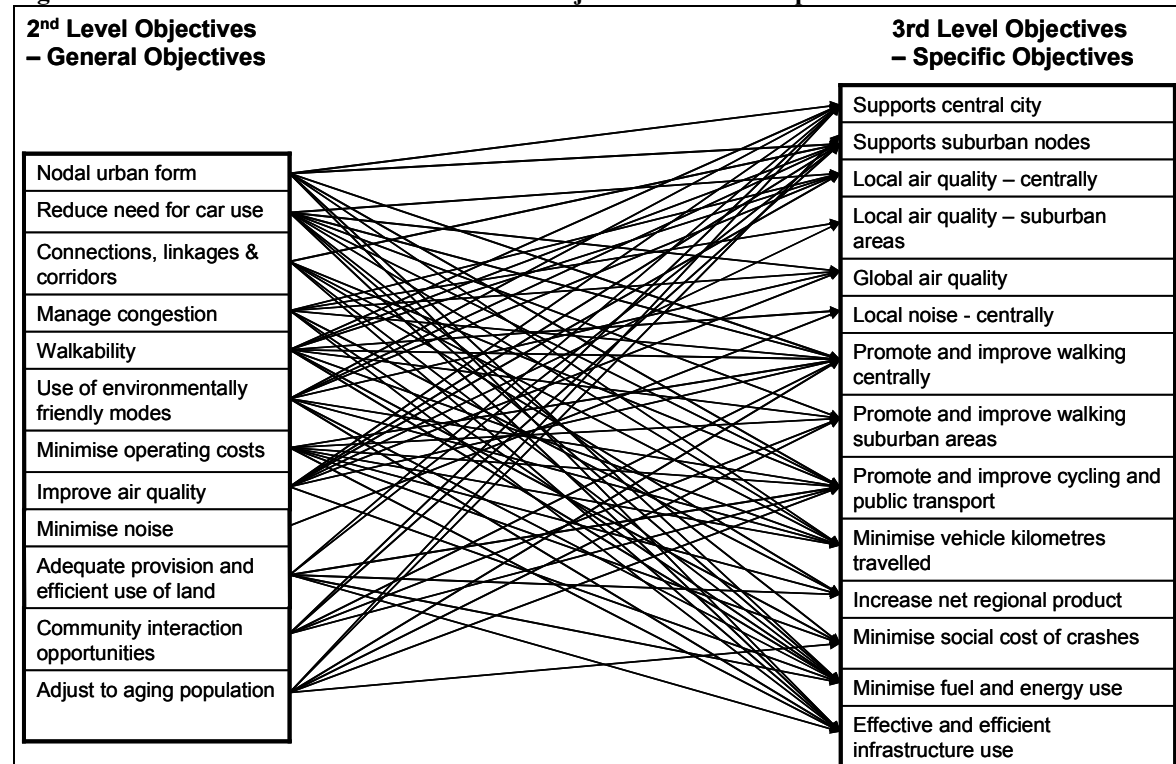 2nd Level Objectives
– General Objectives
3rd Level Objectives
– Specific Objectives
Nodal urban form
Reduce need for car use
Connections, linkages &
corridors
Manage congestion
Walkability
Use of environmentally
friendly modes
Minimise operating costs
Improve air quality
Minimise noise
Adequate provision and
efficient use of land
Community interaction
opportunities
Adjust to aging population
Supports central city
Supports suburban nodes
Local air quality – centrally
Local air quality – suburban
areas
Global air quality
Local noise - centrally
Promote and improve walking
centrally
Promote and improve walking
suburban areas
Promote and improve cycling and
public transport
Minimise vehicle kilometres
travelled
Increase net regional product
Minimise social cost of crashes
Minimise fuel and energy use
Effective and efficient
infrastructure use